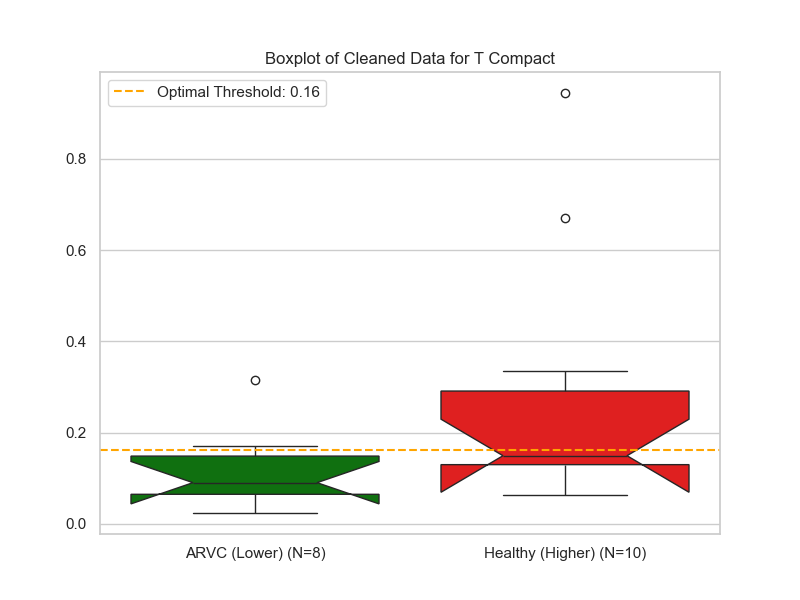 Boxplot of Cleaned Data for T Compact
Optimal Threshold: 0.16
0.8
0.6
0.4
0.2
0.0
ARVC (Lower) (N=8)
Healthy (Higher) (N=10)